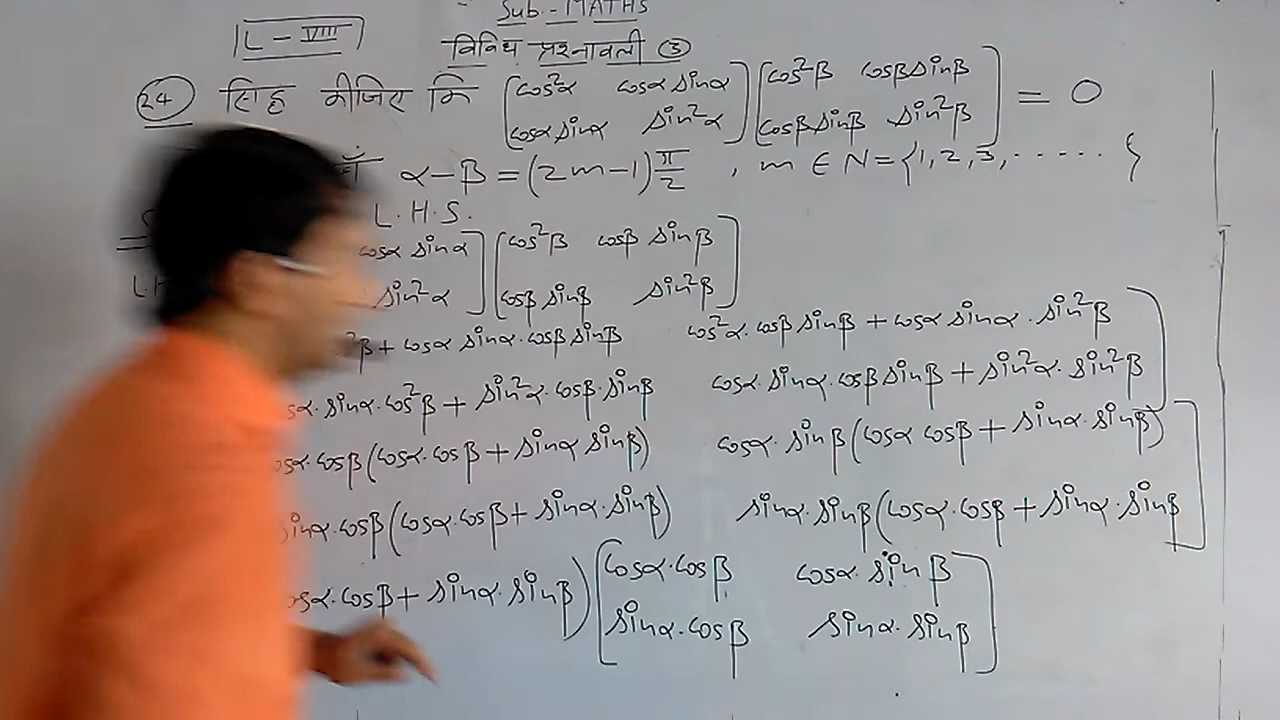 Sub.-MATHS
L-VIII
विविध प्रश्नावली ③
24 सिद्ध कीजिए कि [cos²α cosα sinα] [cos²β cosβ sinβ] = 0
[cosα sinα sin²α] [cosβ sinβ sin²β]
α-β = (2m-1)π/2 , m ∈ N = {1,2,3,......}
L.H.S.
cosα sinα] [cos²β cosβ sinβ]
sin²α] [cosβ sinβ sin²β]
²β + cosα sinα·cosβ sinβ cos²α·cosβ sinβ + cosα sinα·sin²β
sinα·cos²β + sin²α·cosβ·sinβ cosα·sinα·cosβ sinβ + sin²α·sin²β]
cosβ(cosα·cosβ + sinα sinβ) cosα·sinβ(cosα cosβ + sinα·sinβ)
sinα·cosβ(cosα·cosβ + sinα·sinβ) sinα·sinβ(cosα·cosβ + sinα·sinβ]
cosβ + sinα·sinβ) [cosα·cosβ cosα·sinβ]
[sinα·cosβ sinα·sinβ]